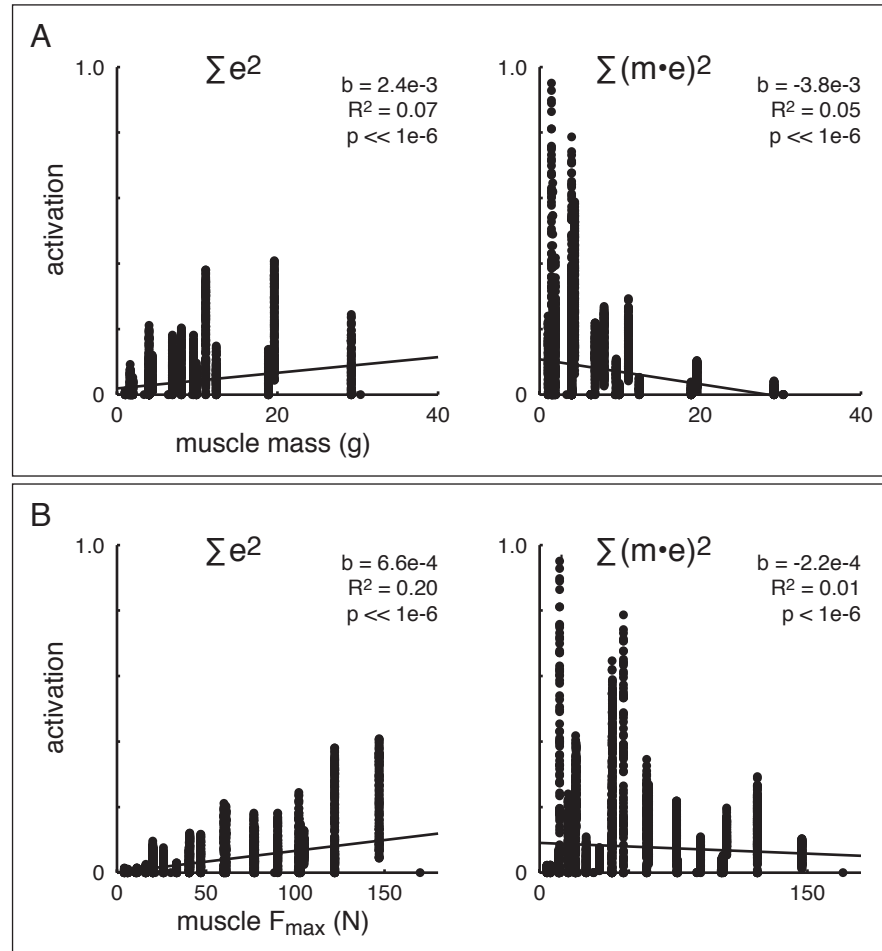 A
∑e²
∑(m•e)²
1.0
b = 2.4e-3
R² = 0.07
p << 1e-6
activation
0
0
20
40
muscle mass (g)
1.0
b = -3.8e-3
R² = 0.05
p << 1e-6
0
0
20
40
B
∑e²
∑(m•e)²
1.0
b = 6.6e-4
R² = 0.20
p << 1e-6
activation
0
0
50
100
150
muscle Fmax (N)
1.0
b = -2.2e-4
R² = 0.01
p < 1e-6
0
0
150